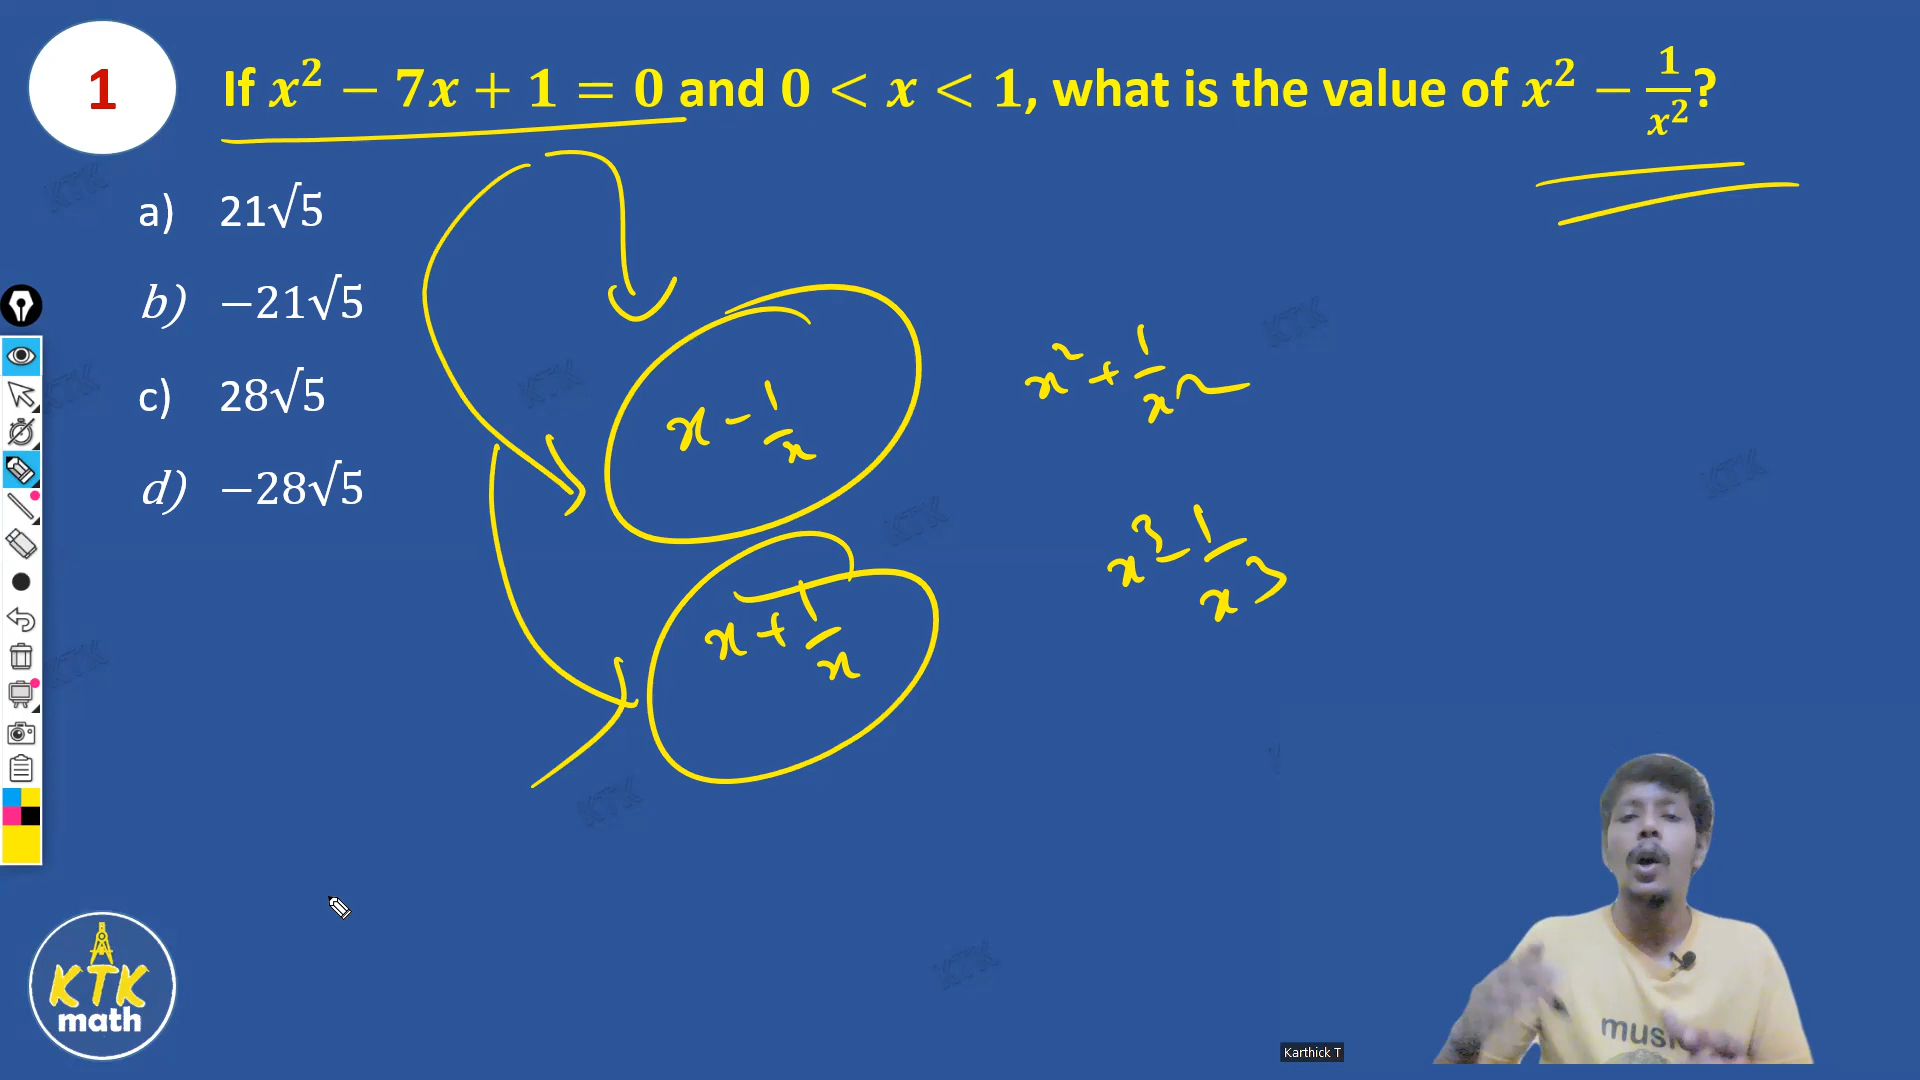 1
If x² − 7x + 1 = 0 and 0 < x < 1, what is the value of x² − 1/x²?
a) 21√5
b) −21√5
c) 28√5
d) −28√5
x − 1/x
x² + 1/x²
x³ − 1/x³
x + 1/x
KTK
math
music
Karthick T